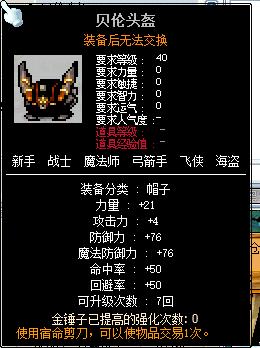 贝伦头盔
装备后无法交换
要求等级 : 40
要求力量 : 0
要求敏捷 : 0
要求智力 : 0
要求运气 : 0
要求人气度 : -
道具等级 : -
道具经验值 : -
新手 战士 魔法师 弓箭手 飞侠 海盗
装备分类 : 帽子
力量 : +21
攻击力 : +4
防御力 : +76
魔法防御力 : +76
命中率 : +50
回避率 : +50
可升级次数 : 7回
金锤子已提高的强化次数: 0
使用宿命剪刀，可以使物品交易1次。